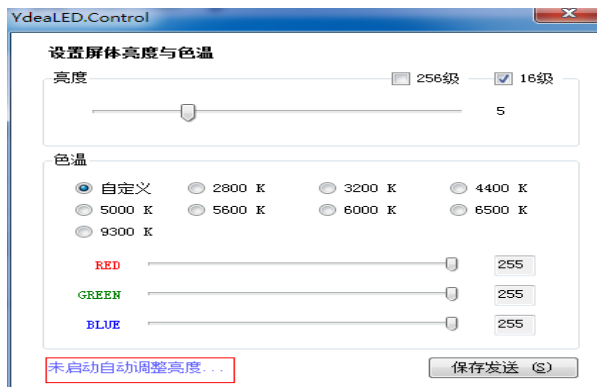 YdeaLED.Control
设置屏体亮度与色温
亮度 256级 16级
5
色温
自定义 2800 K 3200 K 4400 K
5000 K 5600 K 6000 K 6500 K
9300 K
RED 255
GREEN 255
BLUE 255
未启动自动调整亮度... 保存发送 (S)